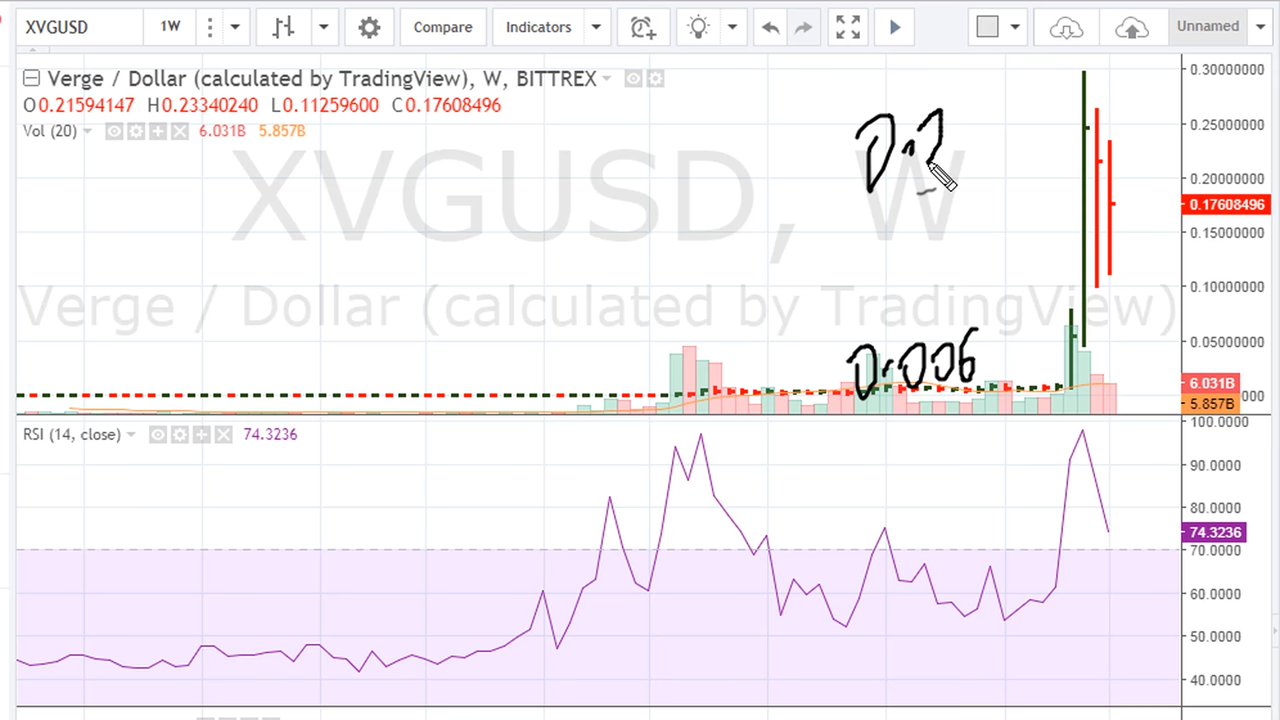 XVGUSD 1W Compare Indicators Unnamed
Verge / Dollar (calculated by TradingView), W, BITTREX
O0.21594147 H0.23340240 L0.11259600 C0.17608496
Vol (20) 6.031B 5.857B
XVGUSD, W
Verge / Dollar (calculated by TradingView)
0.006
0.30000000
0.25000000
0.20000000
0.17608496
0.15000000
0.10000000
0.05000000
6.031B
5.857B
RSI (14, close) 74.3236
100.0000
90.0000
80.0000
74.3236
70.0000
60.0000
50.0000
40.0000